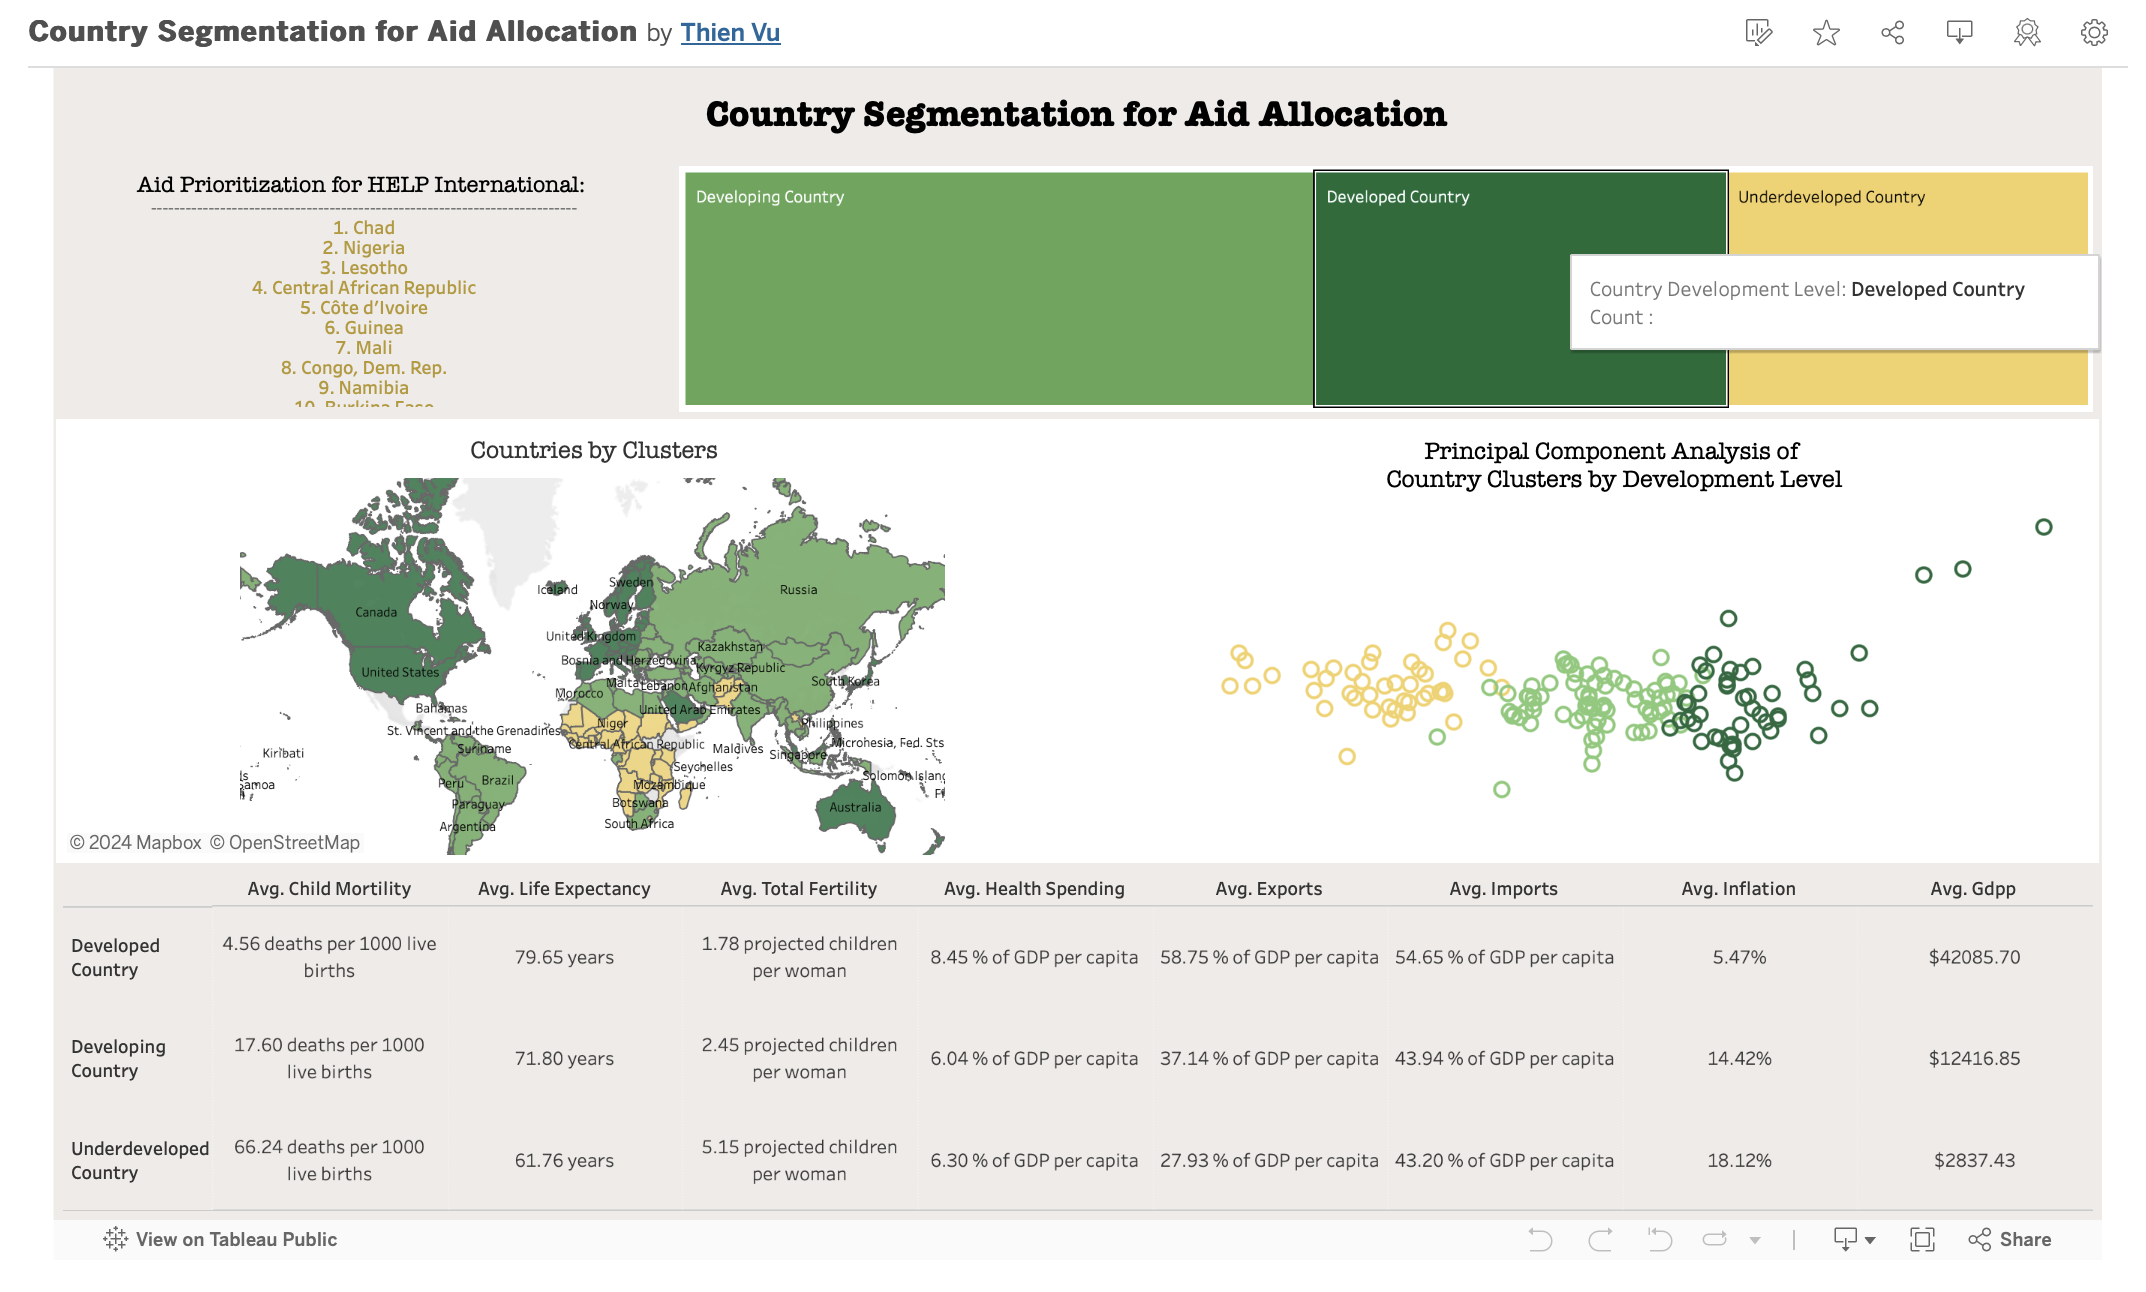 Country Segmentation for Aid Allocation by Thien Vu
Country Segmentation for Aid Allocation
Aid Prioritization for HELP International:
1. Chad
2. Nigeria
3. Lesotho
4. Central African Republic
5. Côte d'Ivoire
6. Guinea
7. Mali
8. Congo, Dem. Rep.
9. Namibia
10. Burkina Faso
Developing Country
Developed Country
Underdeveloped Country
Country Development Level: Developed Country
Count :
Countries by Clusters
Canada
United States
Bahamas
St. Vincent and the Grenadines
Suriname
Kiribati
Peru
Brazil
Paraguay
Argentina
Iceland
Sweden
Norway
United Kingdom
Russia
Bosnia and Herzegovina
Kazakhstan
Kyrgyz Republic
Malta
Lebanon
Afghanistan
South Korea
Morocco
United Arab Emirates
Niger
Philippines
Central African Republic
Maldives
Micronesia, Fed. Sts
Singapore
Seychelles
Solomon Islanc
Mozambique
Botswana
South Africa
Australia
ls
amoa
Fi
© 2024 Mapbox © OpenStreetMap
Principal Component Analysis of
Country Clusters by Development Level
Avg. Child Mortility Avg. Life Expectancy Avg. Total Fertility Avg. Health Spending Avg. Exports Avg. Imports Avg. Inflation Avg. Gdpp
Developed Country 4.56 deaths per 1000 live births 79.65 years 1.78 projected children per woman 8.45 % of GDP per capita 58.75 % of GDP per capita 54.65 % of GDP per capita 5.47% $42085.70
Developing Country 17.60 deaths per 1000 live births 71.80 years 2.45 projected children per woman 6.04 % of GDP per capita 37.14 % of GDP per capita 43.94 % of GDP per capita 14.42% $12416.85
Underdeveloped Country 66.24 deaths per 1000 live births 61.76 years 5.15 projected children per woman 6.30 % of GDP per capita 27.93 % of GDP per capita 43.20 % of GDP per capita 18.12% $2837.43
View on Tableau Public
Share